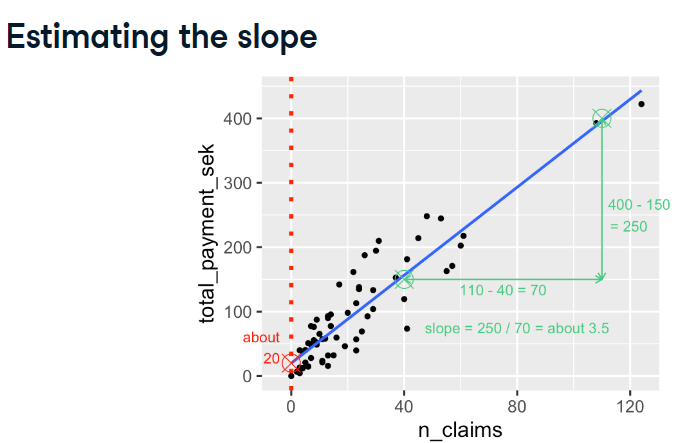 Estimating the slope
total_payment_sek
400
300
200
100
0
400 - 150
= 250
110 - 40 = 70
slope = 250 / 70 = about 3.5
about
20
0
40
80
120
n_claims